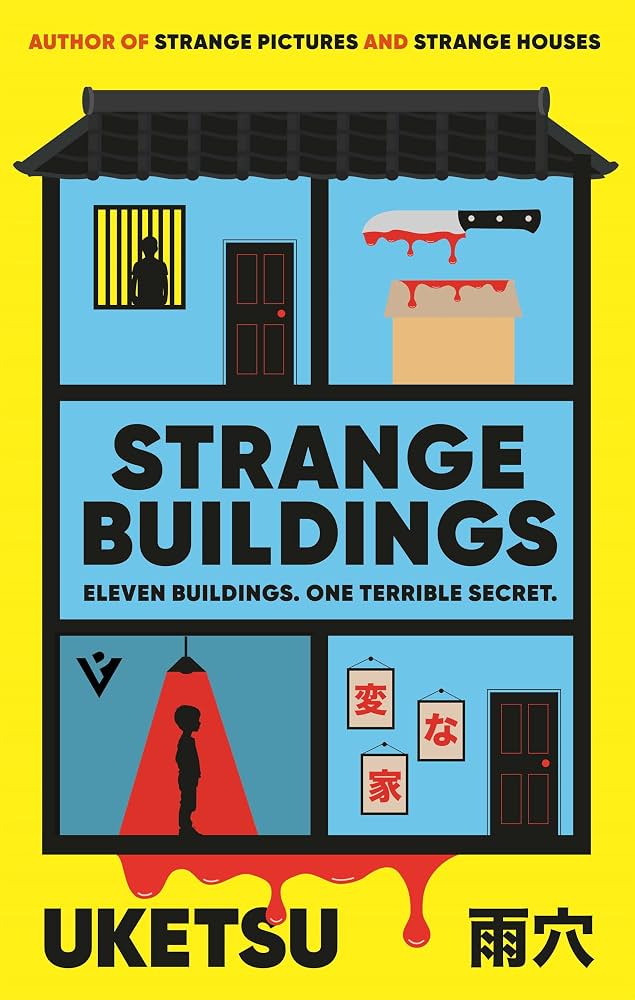 AUTHOR OF STRANGE PICTURES AND STRANGE HOUSES
STRANGE
BUILDINGS
ELEVEN BUILDINGS. ONE TERRIBLE SECRET.
変
な
家
UKETSU
雨穴